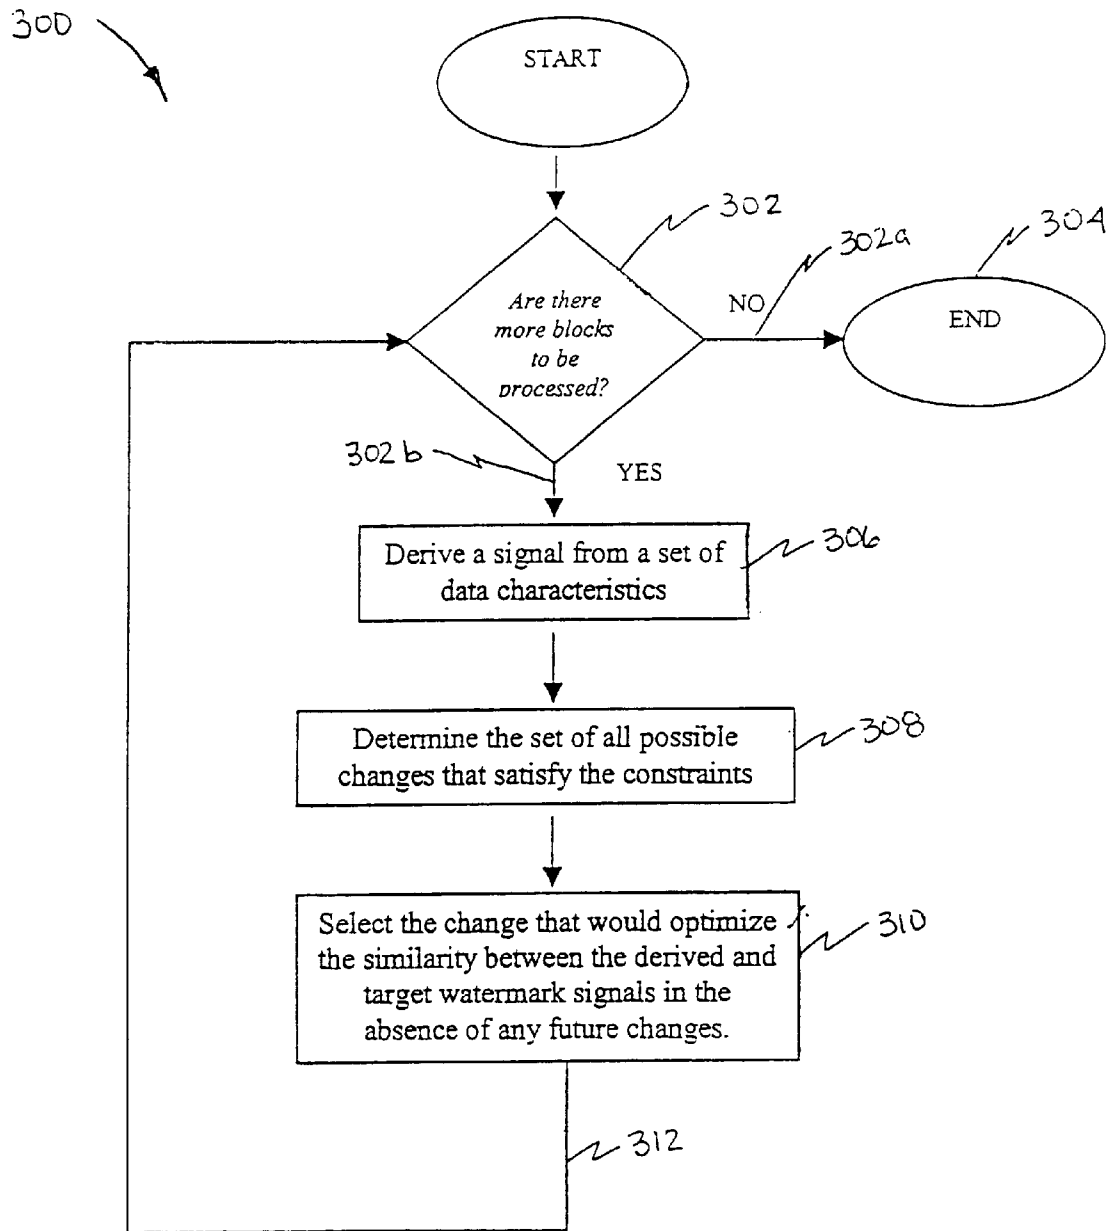 300
START
302
302a
304
Are there
more blocks
to be
processed?
NO
END
302b
YES
Derive a signal from a set of
data characteristics
306
Determine the set of all possible
changes that satisfy the constraints
308
Select the change that would optimize
the similarity between the derived and
target watermark signals in the
absence of any future changes.
310
312